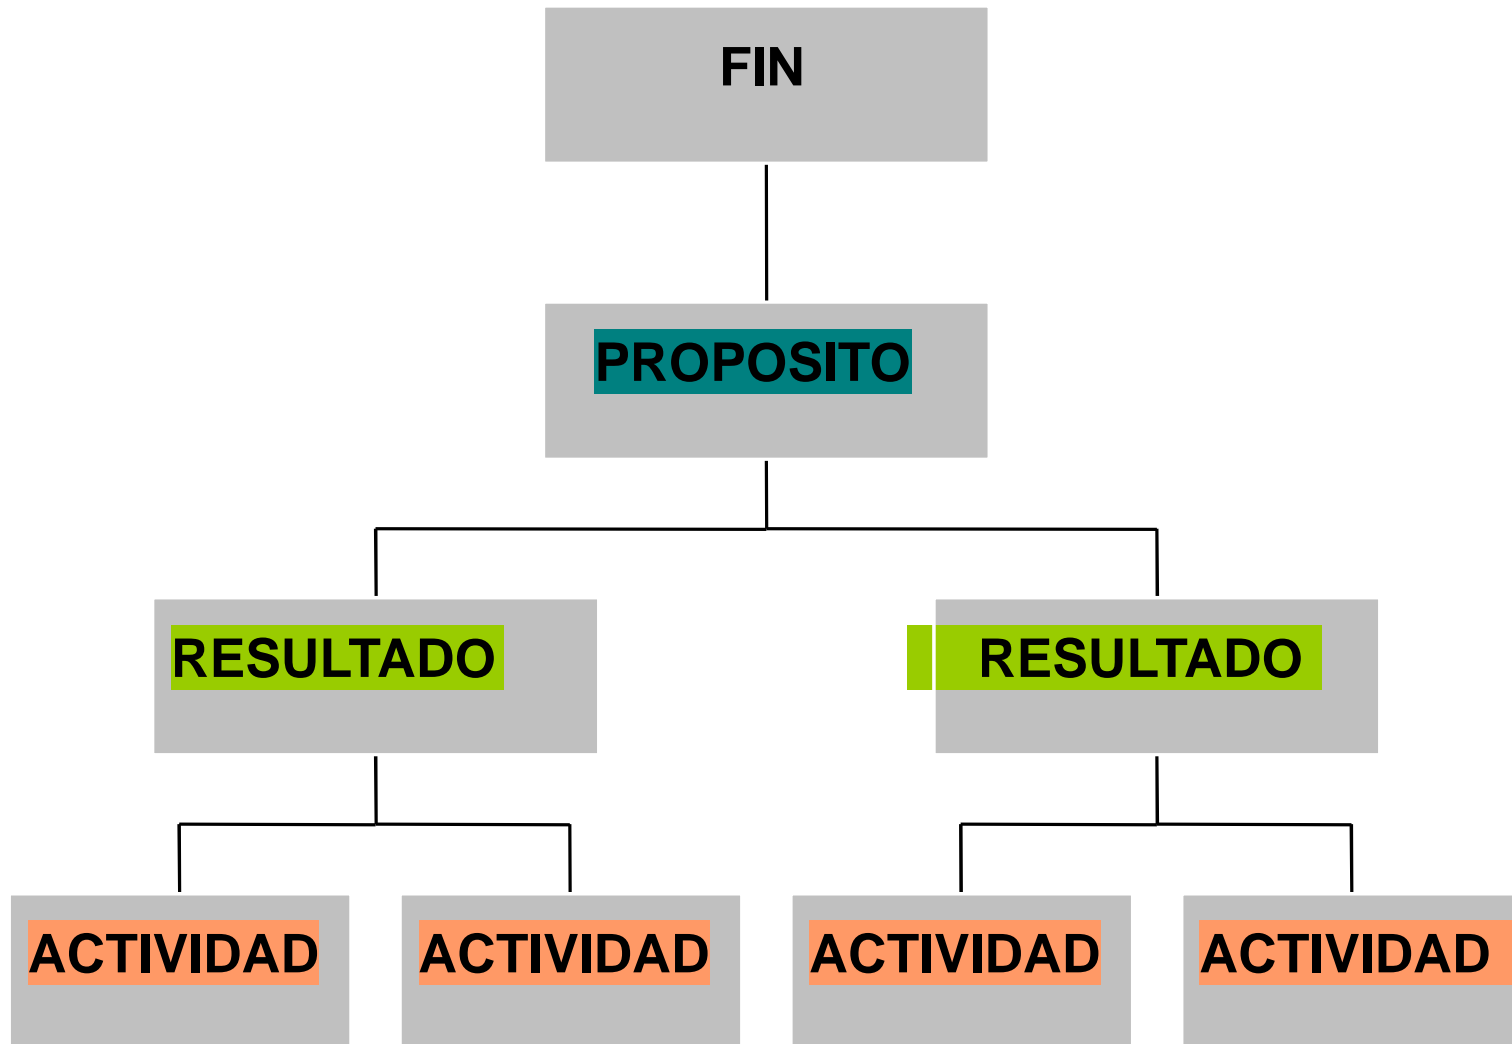 FIN
PROPOSITO
RESULTADO
RESULTADO
ACTIVIDAD
ACTIVIDAD
ACTIVIDAD
ACTIVIDAD